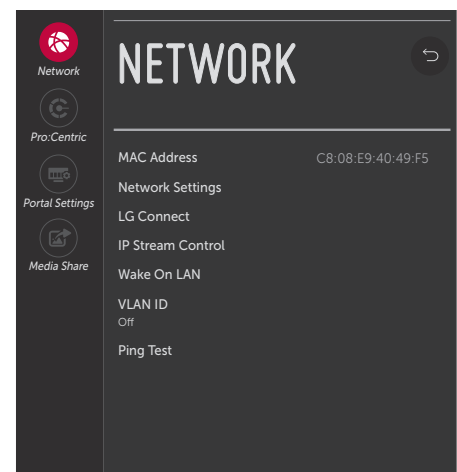 Network
Pro:Centric
Portal Settings
Media Share
NETWORK
MAC Address C8:08:E9:40:49:F5
Network Settings
LG Connect
IP Stream Control
Wake On LAN
VLAN ID
Off
Ping Test